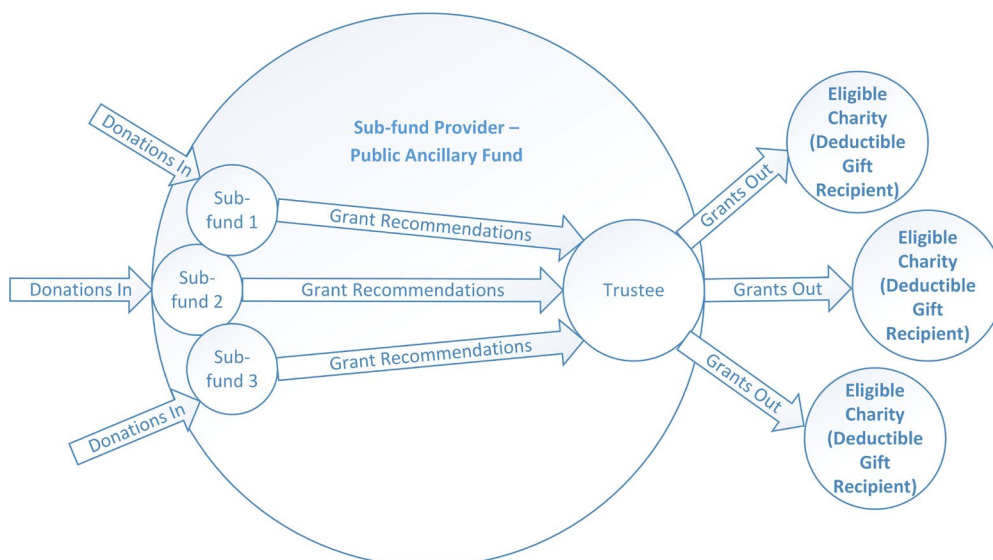 Sub-fund Provider –
Public Ancillary Fund
Donations In
Sub-
fund 1
Grant Recommendations
Donations In
Sub-
fund 2
Grant Recommendations
Donations In
Sub-
fund 3
Grant Recommendations
Trustee
Grants Out
Eligible
Charity
(Deductible
Gift
Recipient)
Grants Out
Eligible
Charity
(Deductible
Gift
Recipient)
Grants Out
Eligible
Charity
(Deductible
Gift
Recipient)